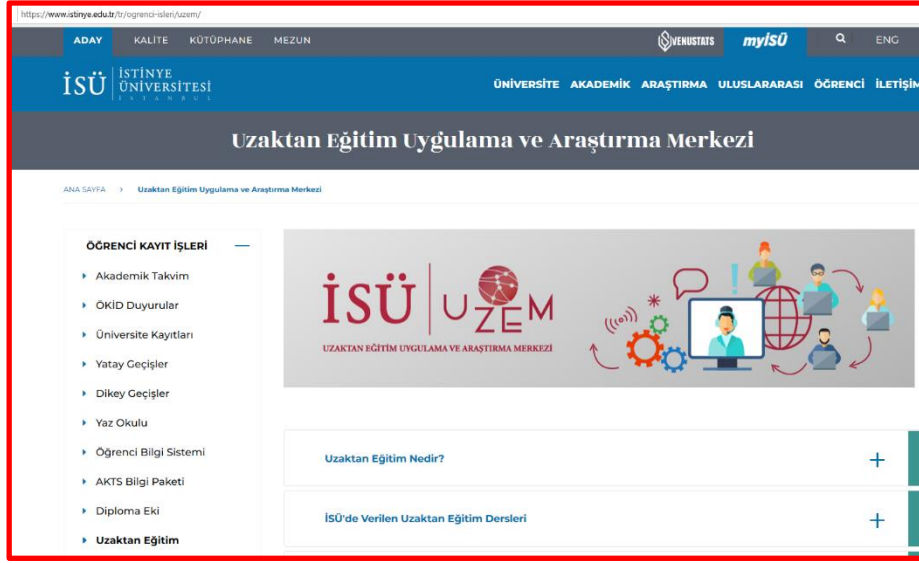 https://www.istinye.edu.tr/tr/ogrenci-isleri/uzem/
ADAY KALİTE KÜTÜPHANE MEZUN VENUSTATS myİSÜ ENG
İSÜ İSTİNYE
ÜNİVERSİTESİ
İSTANBUL
ÜNİVERSİTE AKADEMİK ARAŞTIRMA ULUSLARARASI ÖĞRENCİ İLETİŞİM
Uzaktan Eğitim Uygulama ve Araştırma Merkezi
ANA SAYFA > Uzaktan Eğitim Uygulama ve Araştırma Merkezi
ÖĞRENCİ KAYIT İŞLERİ
Akademik Takvim
ÖKİD Duyurular
Üniversite Kayıtları
Yatay Geçişler
Dikey Geçişler
Yaz Okulu
Öğrenci Bilgi Sistemi
AKTS Bilgi Paketi
Diploma Eki
Uzaktan Eğitim
İSÜ UZEM
UZAKTAN EĞİTİM UYGULAMA VE ARAŞTIRMA MERKEZİ
Uzaktan Eğitim Nedir?
İSÜ'de Verilen Uzaktan Eğitim Dersleri